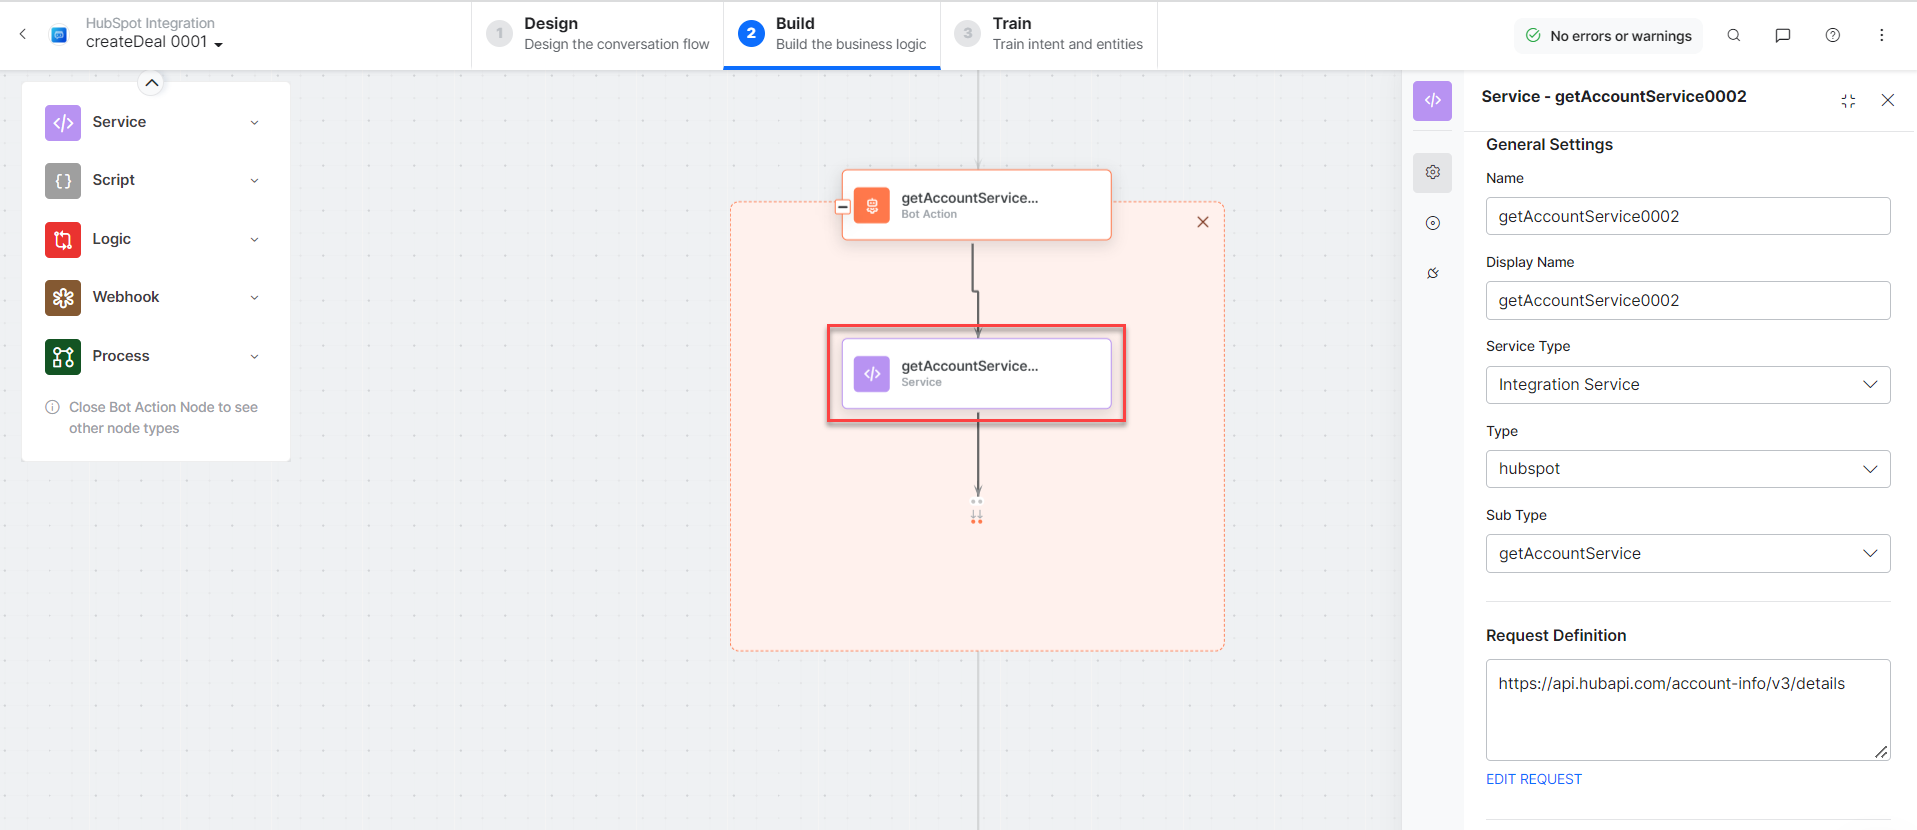 HubSpot Integration
createDeal 0001
1
Design
Design the conversation flow
2
Build
Build the business logic
3
Train
Train intent and entities
No errors or warnings
Service
Script
Logic
Webhook
Process
Close Bot Action Node to see
other node types
getAccountService...
Bot Action
getAccountService...
Service
Service - getAccountService0002
General Settings
Name
getAccountService0002
Display Name
getAccountService0002
Service Type
Integration Service
Type
hubspot
Sub Type
getAccountService
Request Definition
https://api.hubapi.com/account-info/v3/details
EDIT REQUEST